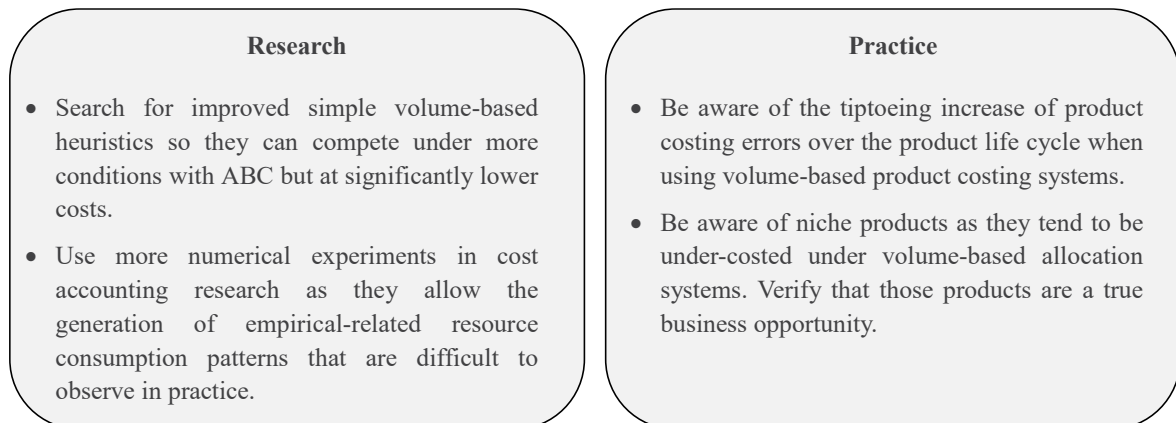 Research
• Search for improved simple volume-based
heuristics so they can compete under more
conditions with ABC but at significantly lower
costs.
• Use more numerical experiments in cost
accounting research as they allow the
generation of empirical-related resource
consumption patterns that are difficult to
observe in practice.
Practice
• Be aware of the tiptoeing increase of product
costing errors over the product life cycle when
using volume-based product costing systems.
• Be aware of niche products as they tend to be
under-costed under volume-based allocation
systems. Verify that those products are a true
business opportunity.